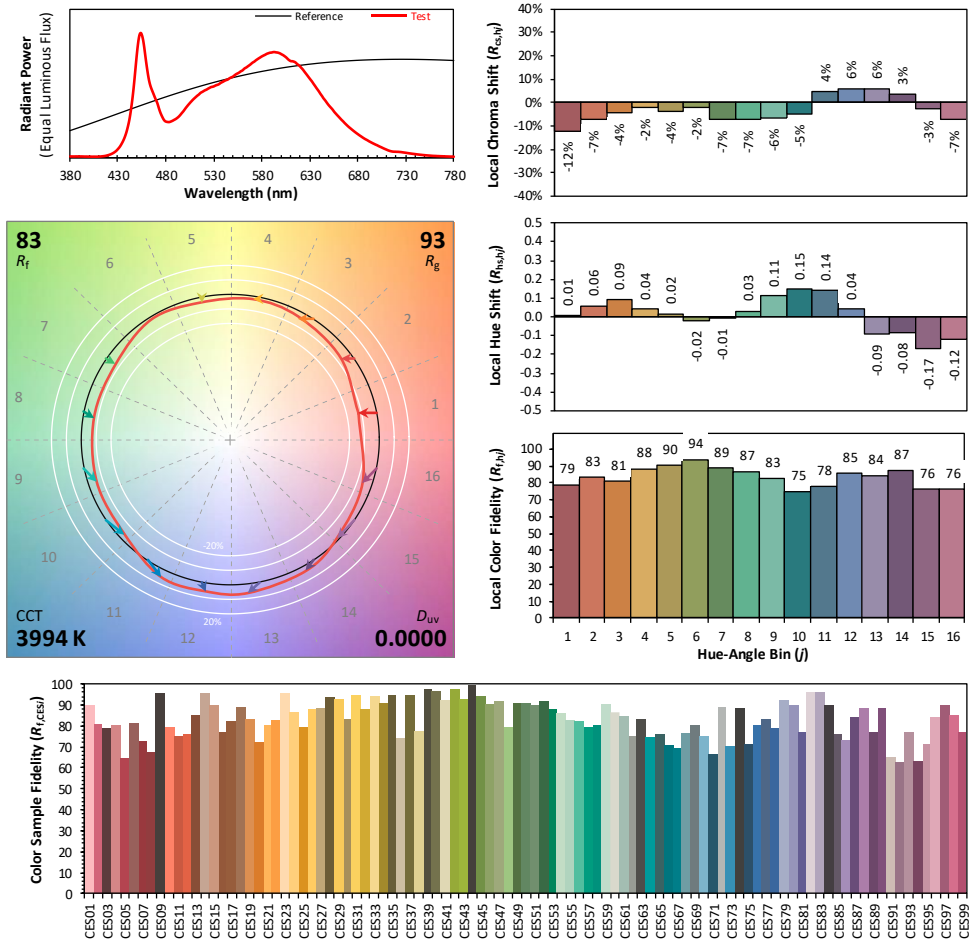 Radiant Power
(Equal Luminous Flux)
Reference
Test
380 430 480 530 580 630 680 730 780
Wavelength (nm)
Local Chroma Shift (Rcs,hj)
40%
30%
20%
10%
0%
-10%
-20%
-30%
-40%
-12% -7% -4% -2% -4% -2% -7% -7% -6% -5% 4% 6% 6% 3% -3% -7%
83
Rf
93
Rg
5 4
6 3
7 2
8 1
9 16
10 15
11 14
12 13
-20%
20%
CCT
3994 K
Duv
0.0000
Local Hue Shift (Rhs,hj)
0.5
0.4
0.3
0.2
0.1
0.0
-0.1
-0.2
-0.3
-0.4
-0.5
0.01 0.06 0.09 0.04 0.02 -0.02 -0.01 0.03 0.11 0.15 0.14 0.04 -0.09 -0.08 -0.17 -0.12
Local Color Fidelity (Rf,hj)
100
90
80
70
60
50
40
30
20
10
0
79 83 81 88 90 94 89 87 83 75 78 85 84 87 76 76
1 2 3 4 5 6 7 8 9 10 11 12 13 14 15 16
Hue-Angle Bin (j)
Color Sample Fidelity (Rf,CESi)
100
90
80
70
60
50
40
30
20
10
0
CES01 CES03 CES05 CES07 CES09 CES11 CES13 CES15 CES17 CES19 CES21 CES23 CES25 CES27 CES29 CES31 CES33 CES35 CES37 CES39 CES41 CES43 CES45 CES47 CES49 CES51 CES53 CES55 CES57 CES59 CES61 CES63 CES65 CES67 CES69 CES71 CES73 CES75 CES77 CES79 CES81 CES83 CES85 CES87 CES89 CES91 CES93 CES95 CES97 CES99